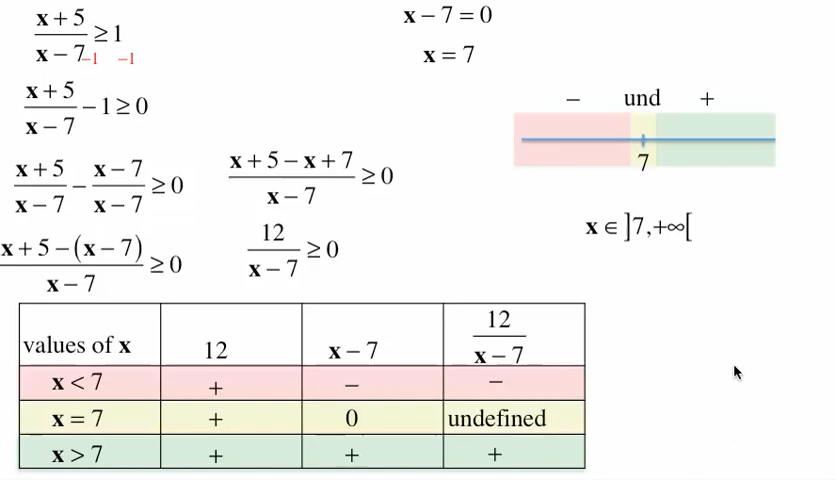 (x+5)/(x−7) ≥ 1
−1 −1
(x+5)/(x−7) − 1 ≥ 0
(x+5)/(x−7) − (x−7)/(x−7) ≥ 0
(x+5−(x−7))/(x−7) ≥ 0
(x+5−x+7)/(x−7) ≥ 0
12/(x−7) ≥ 0
x−7=0
x=7
− und +
7
x∈]7,+∞[
values of x 12 x−7 12/(x−7)
x<7 + − −
x=7 + 0 undefined
x>7 + + +